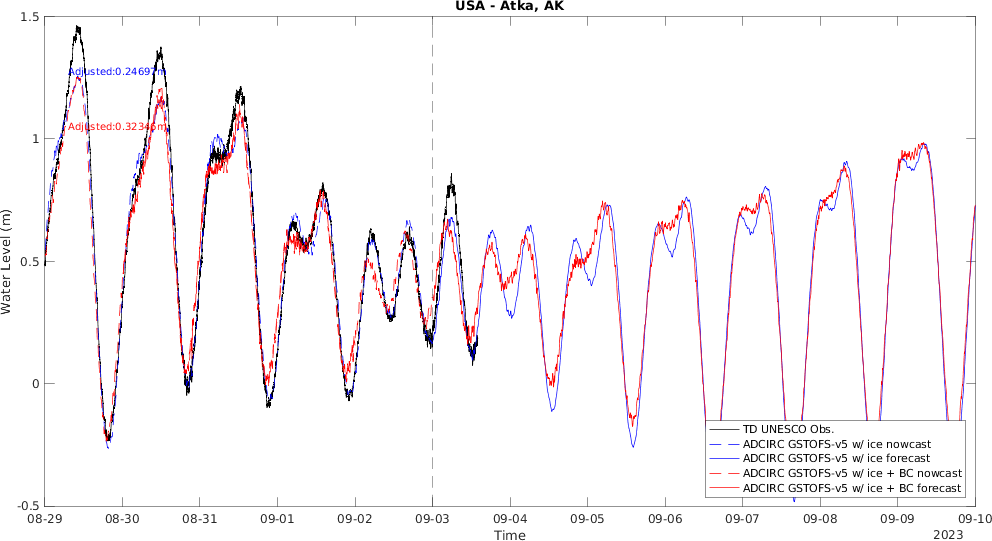 USA - Atka, AK
1.5
Adjusted:0.24697m
Adjusted:0.32346m
1
0.5
0
-0.5
Water Level (m)
TD UNESCO Obs.
ADCIRC GSTOFS-v5 w/ ice nowcast
ADCIRC GSTOFS-v5 w/ ice forecast
ADCIRC GSTOFS-v5 w/ ice + BC nowcast
ADCIRC GSTOFS-v5 w/ ice + BC forecast
08-29 08-30 08-31 09-01 09-02 09-03 09-04 09-05 09-06 09-07 09-08 09-09 09-10
Time
2023